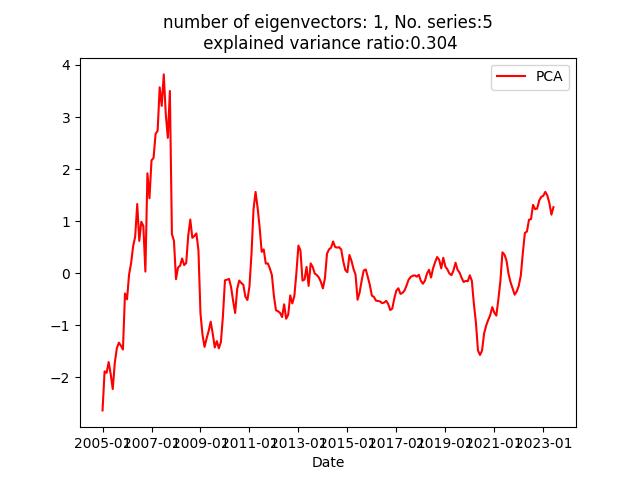 number of eigenvectors: 1, No. series:5
explained variance ratio:0.304
PCA
4
3
2
1
0
−1
−2
2005-01 2007-01 2009-01 2011-01 2013-01 2015-01 2017-01 2019-01 2021-01 2023-01
Date